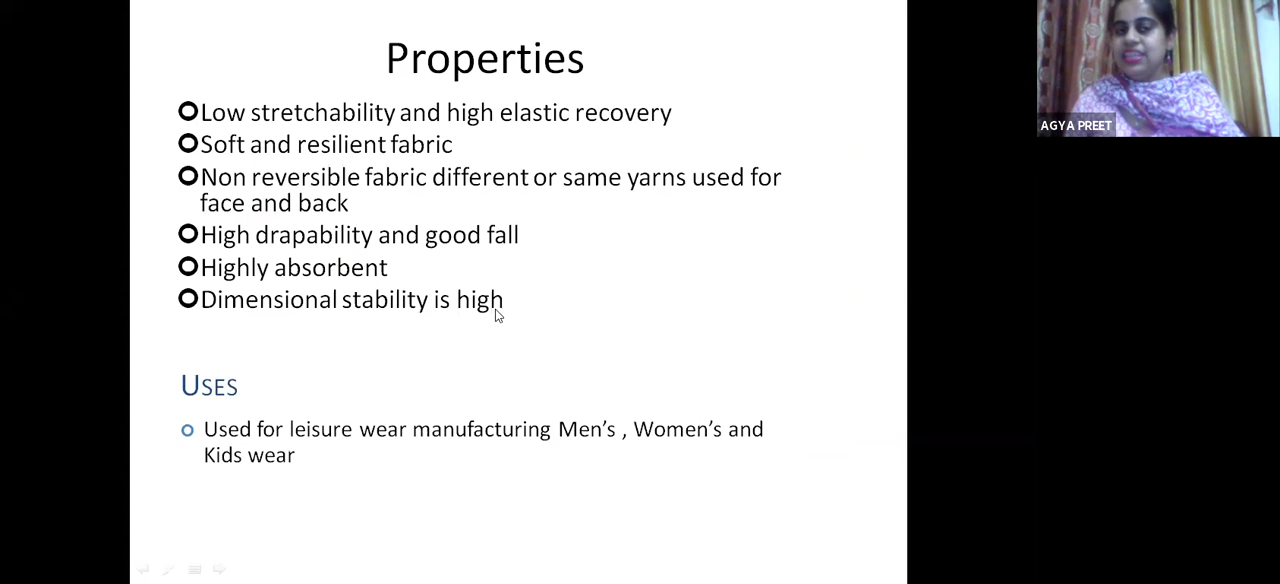 Properties
Low stretchability and high elastic recovery
Soft and resilient fabric
Non reversible fabric different or same yarns used for
face and back
High drapability and good fall
Highly absorbent
Dimensional stability is high
USES
Used for leisure wear manufacturing Men's , Women's and
Kids wear
AGYA PREET